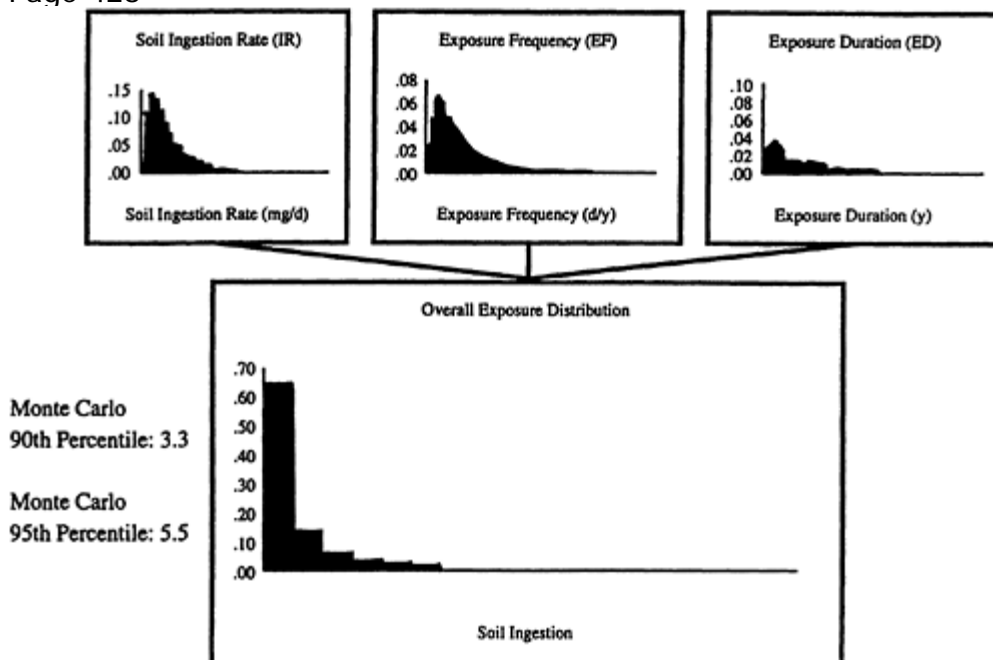 Soil Ingestion Rate (IR)
.15
.10
.05
.00
Soil Ingestion Rate (mg/d)
Exposure Frequency (EF)
.08
.06
.04
.02
.00
Exposure Frequency (d/y)
Exposure Duration (ED)
.10
.08
.06
.04
.02
.00
Exposure Duration (y)
Overall Exposure Distribution
.70
.60
.50
.40
.30
.20
.10
.00
Soil Ingestion
Monte Carlo
90th Percentile: 3.3
Monte Carlo
95th Percentile: 5.5